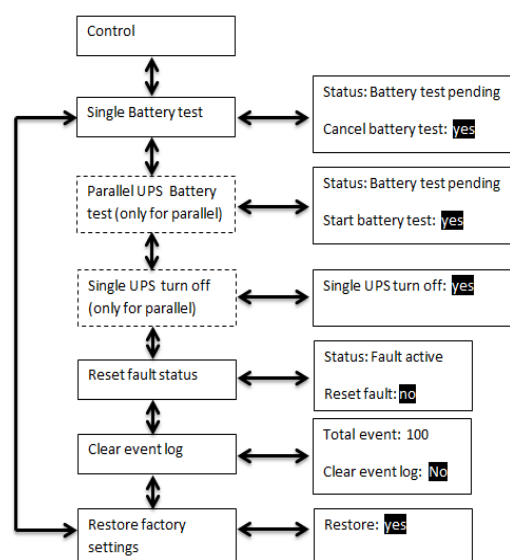 Control
Single Battery test
Status: Battery test pending
Cancel battery test: yes
Parallel UPS Battery
test (only for parallel)
Status: Battery test pending
Start battery test: yes
Single UPS turn off
(only for parallel)
Single UPS turn off: yes
Reset fault status
Status: Fault active
Reset fault: no
Clear event log
Total event: 100
Clear event log: No
Restore factory
settings
Restore: yes